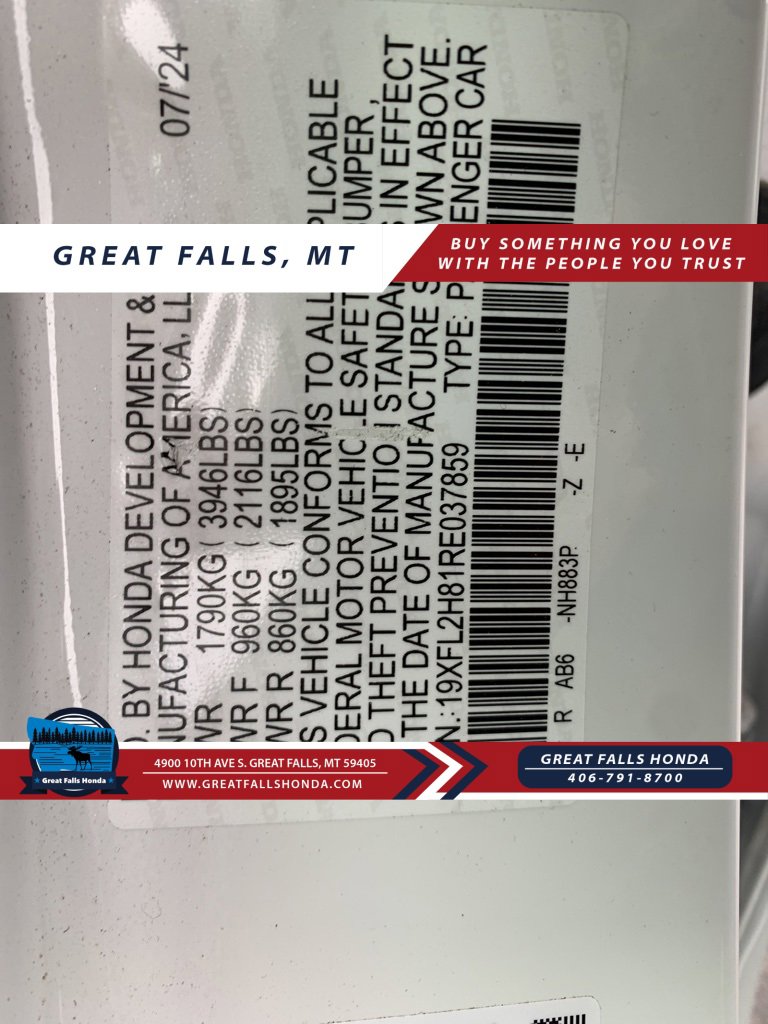 GREAT FALLS, MT
BUY SOMETHING YOU LOVE
WITH THE PEOPLE YOU TRUST
07/'24
. BY HONDA DEVELOPMENT &
NUFACTURING OF AMERICA, LL
WR 1790KG ( 3946LBS)
WR F 960KG ( 2116LBS)
WR R 860KG ( 1895LBS)
S VEHICLE CONFORMS TO ALL PLICABLE
DERAL MOTOR VEHICLE SAFET UMPER,
D THEFT PREVENTION STANDA S IN EFFECT
THE DATE OF MANUFACTURE S WN ABOVE.
N.:19XFL2H81RE037859 TYPE: P ENGER CAR
R AB6 -NH883P. -Z -E
Great Falls Honda
4900 10TH AVE S. GREAT FALLS, MT 59405
WWW.GREATFALLSHONDA.COM
GREAT FALLS HONDA
406-791-8700